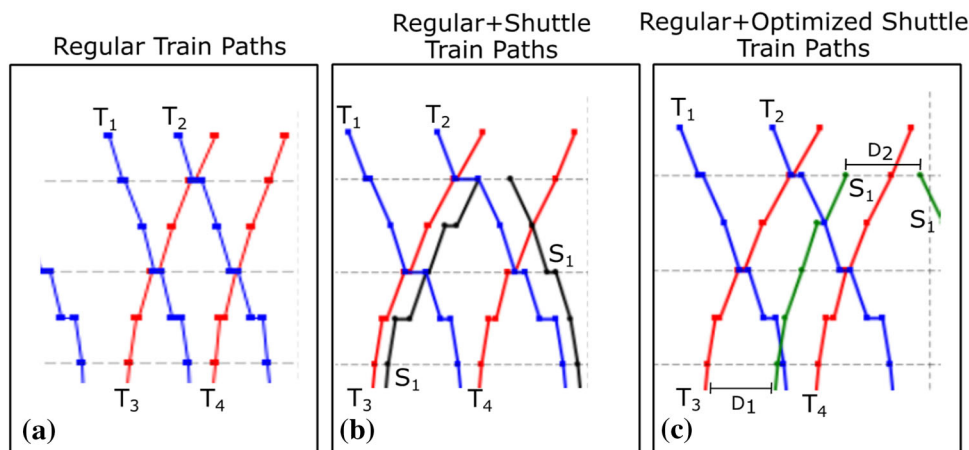 Regular Train Paths
Regular+Shuttle
Train Paths
Regular+Optimized Shuttle
Train Paths
T1
T2
T3
T4
(a)
T1
T2
S1
S1
T3
T4
(b)
T1
T2
D2
S1
S1
T3
D1
T4
(c)